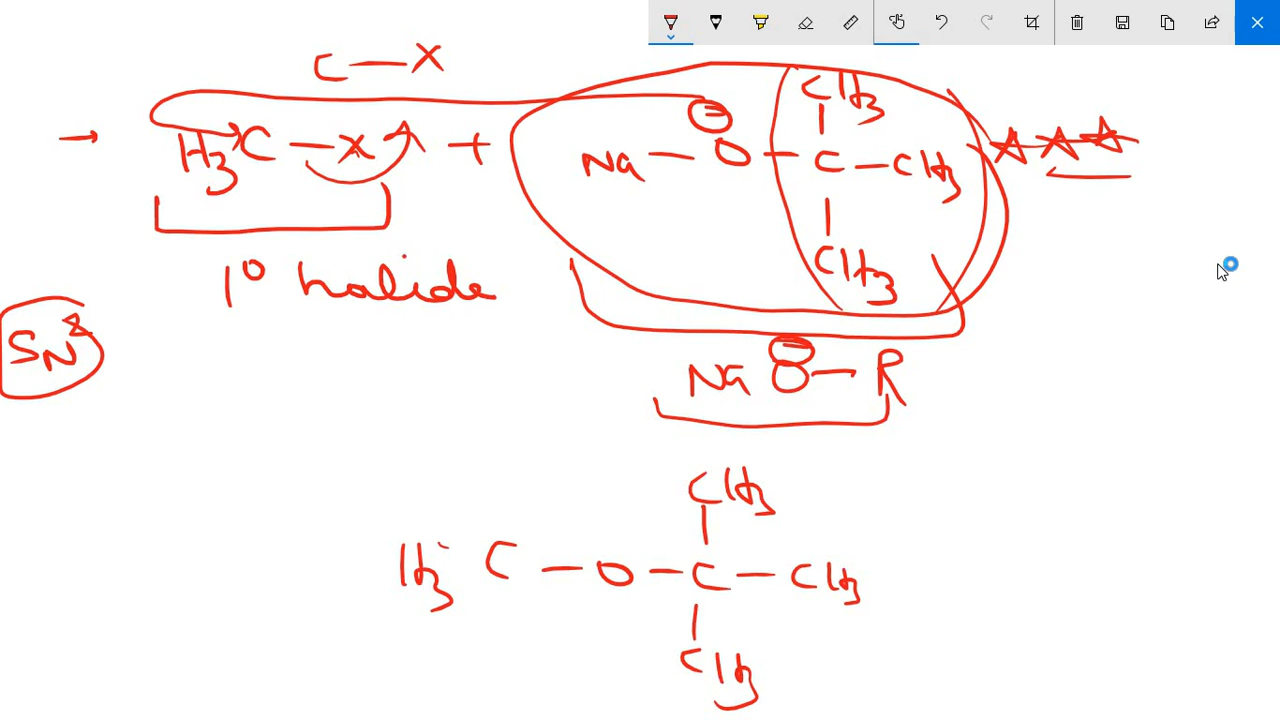 C — X
→ H3C — X + Na — O⊖ — C — CH3
CH3
CH3
1° halide
SN2
Na O⊖ — R
CH3
H3C — O — C — CH3
CH3